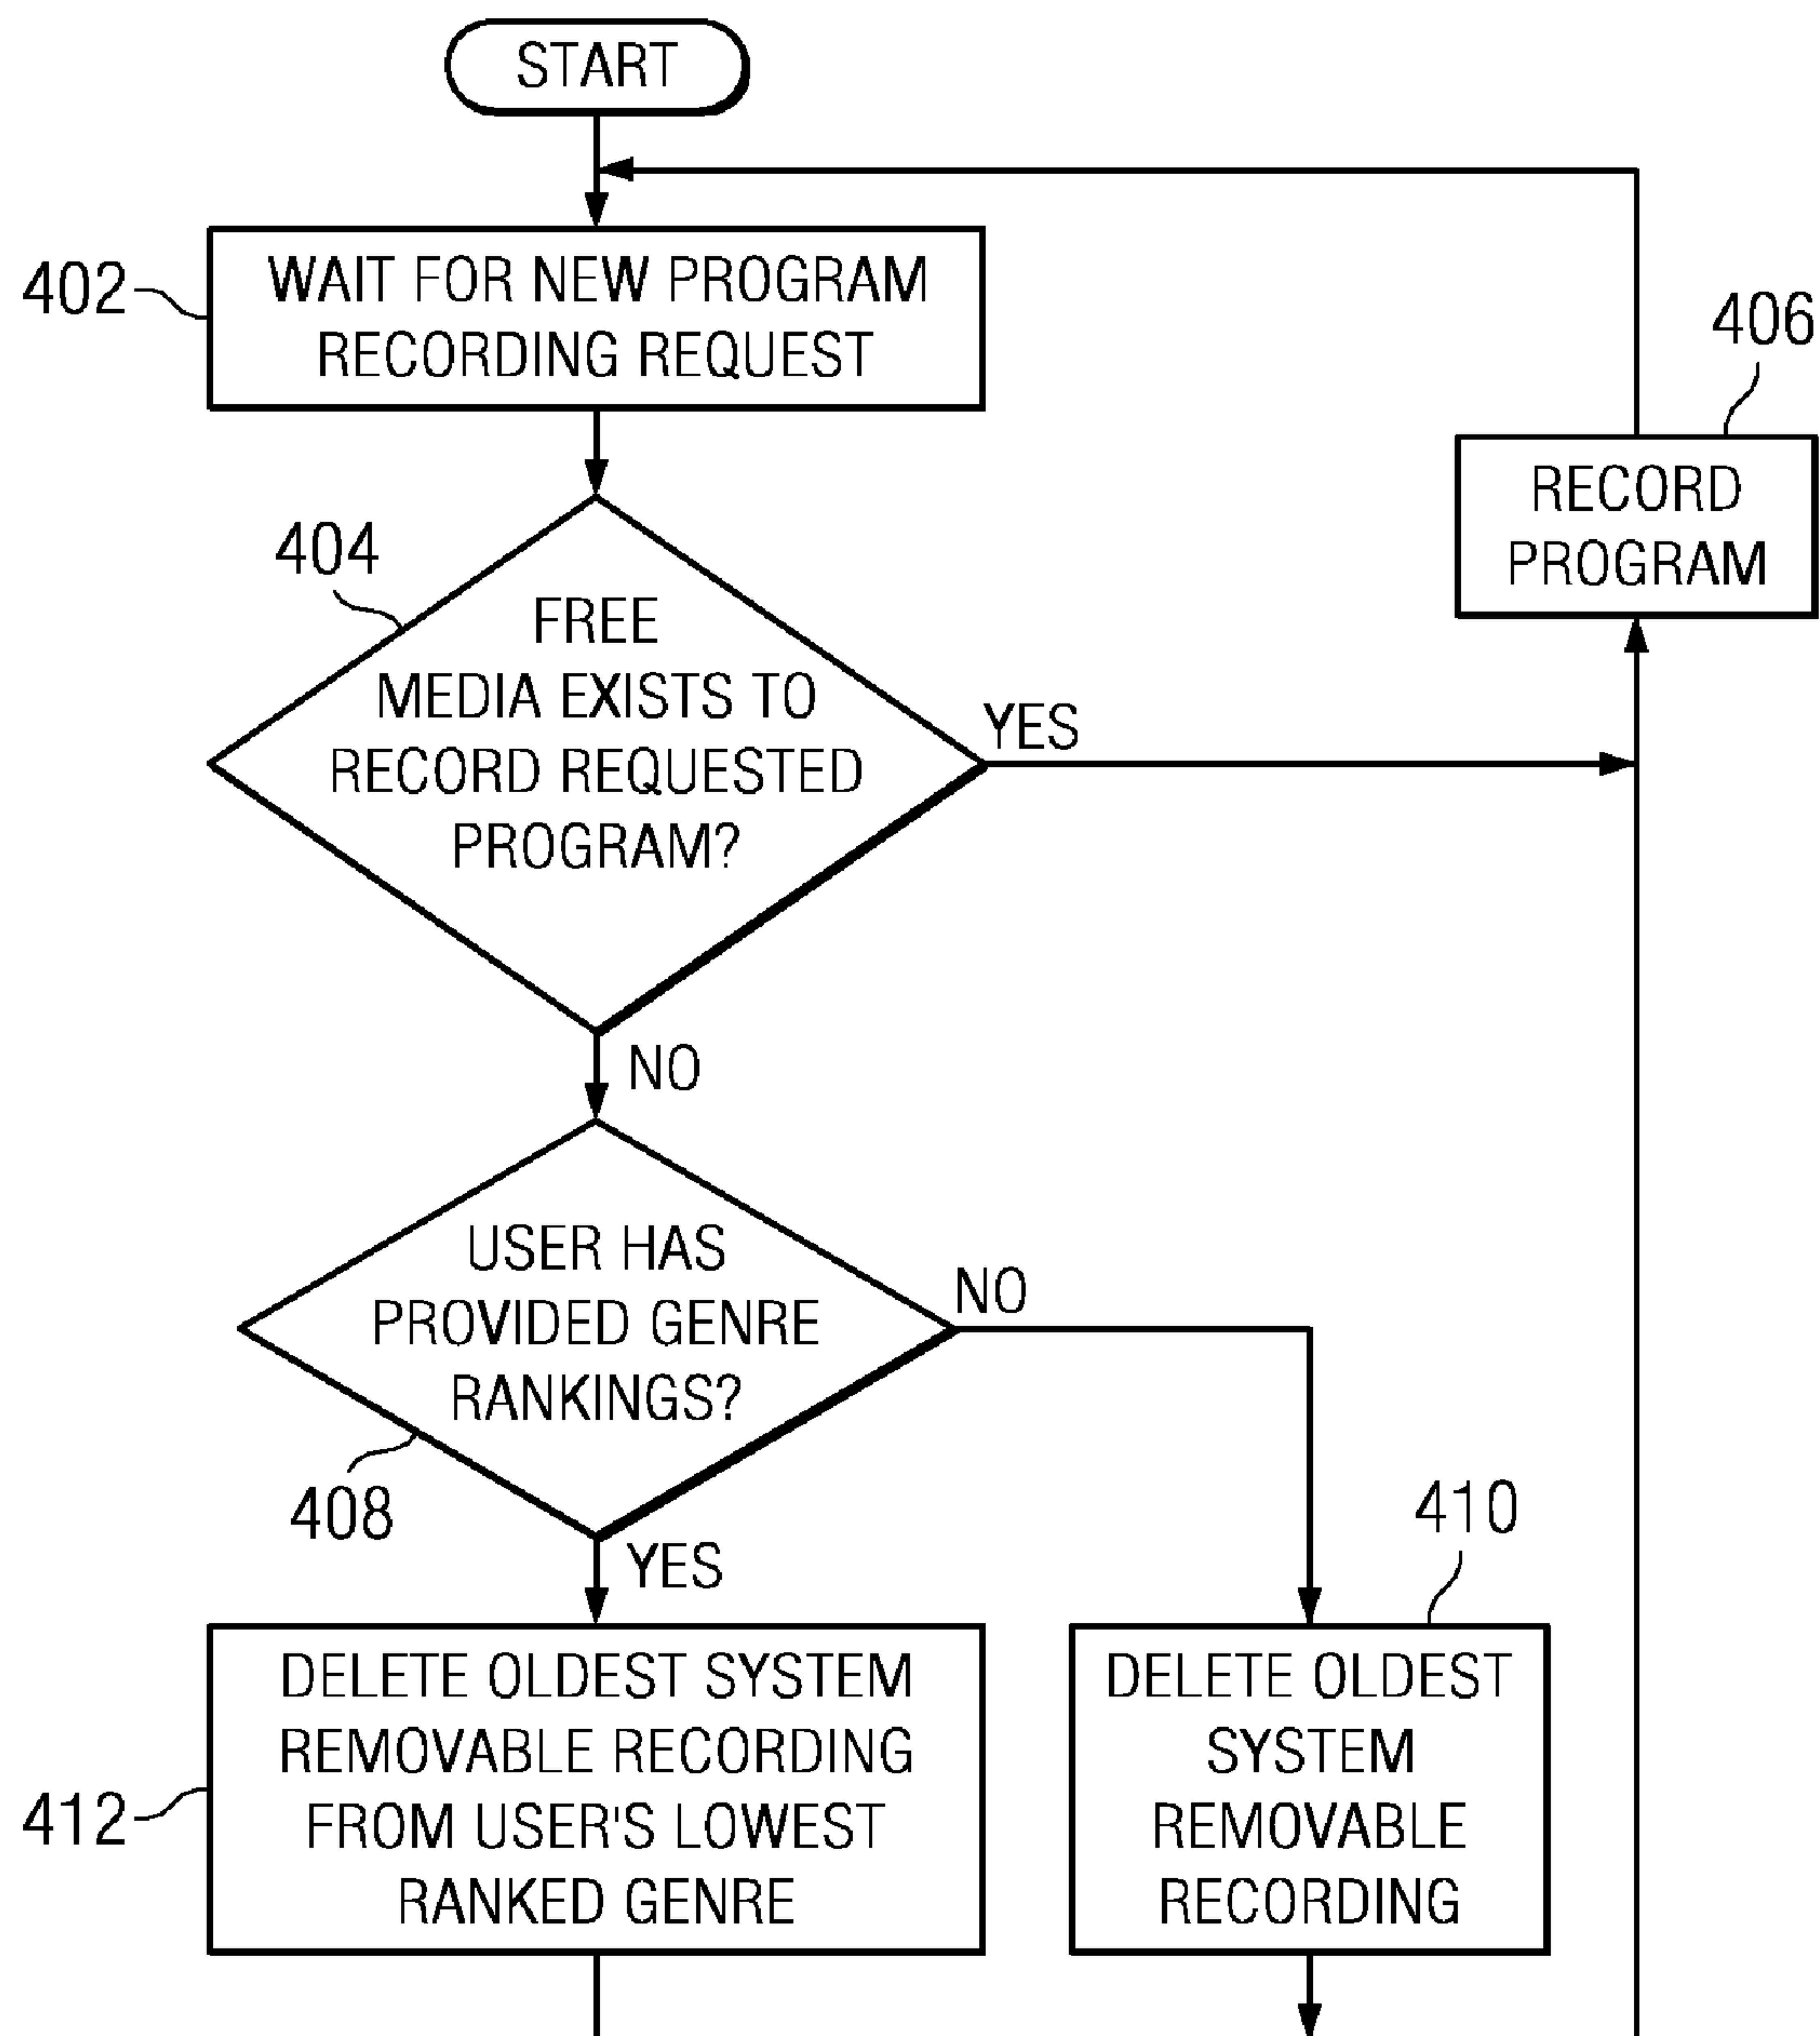 START
402
WAIT FOR NEW PROGRAM
RECORDING REQUEST
406
RECORD
PROGRAM
404
FREE
MEDIA EXISTS TO
RECORD REQUESTED
PROGRAM?
YES
NO
USER HAS
PROVIDED GENRE
RANKINGS?
NO
408
YES
410
412
DELETE OLDEST SYSTEM
REMOVABLE RECORDING
FROM USER'S LOWEST
RANKED GENRE
DELETE OLDEST
SYSTEM
REMOVABLE
RECORDING